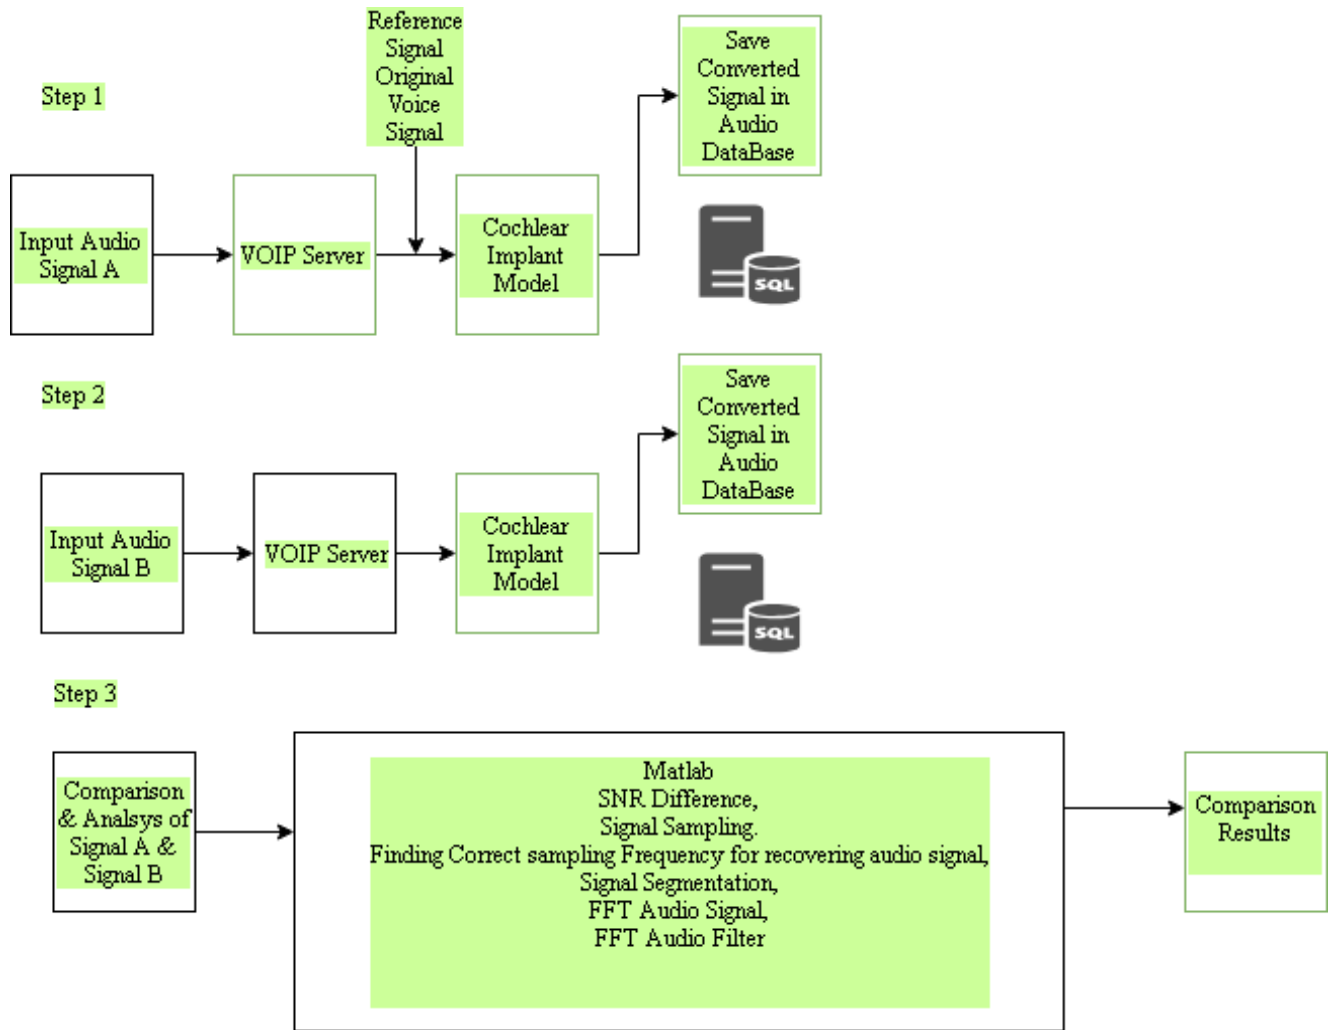 Step 1
Reference
Signal
Original
Voice
Signal
Save
Converted
Signal in
Audio
DataBase
Input Audio
Signal A
VOIP Server
Cochlear
Implant
Model
SQL
Step 2
Save
Converted
Signal in
Audio
DataBase
Input Audio
Signal B
VOIP Server
Cochlear
Implant
Model
SQL
Step 3
Comparison
& Analsys of
Signal A &
Signal B
Matlab
SNR Difference,
Signal Sampling.
Finding Correct sampling Frequency for recovering audio signal,
Signal Segmentation,
FFT Audio Signal,
FFT Audio Filter
Comparison
Results